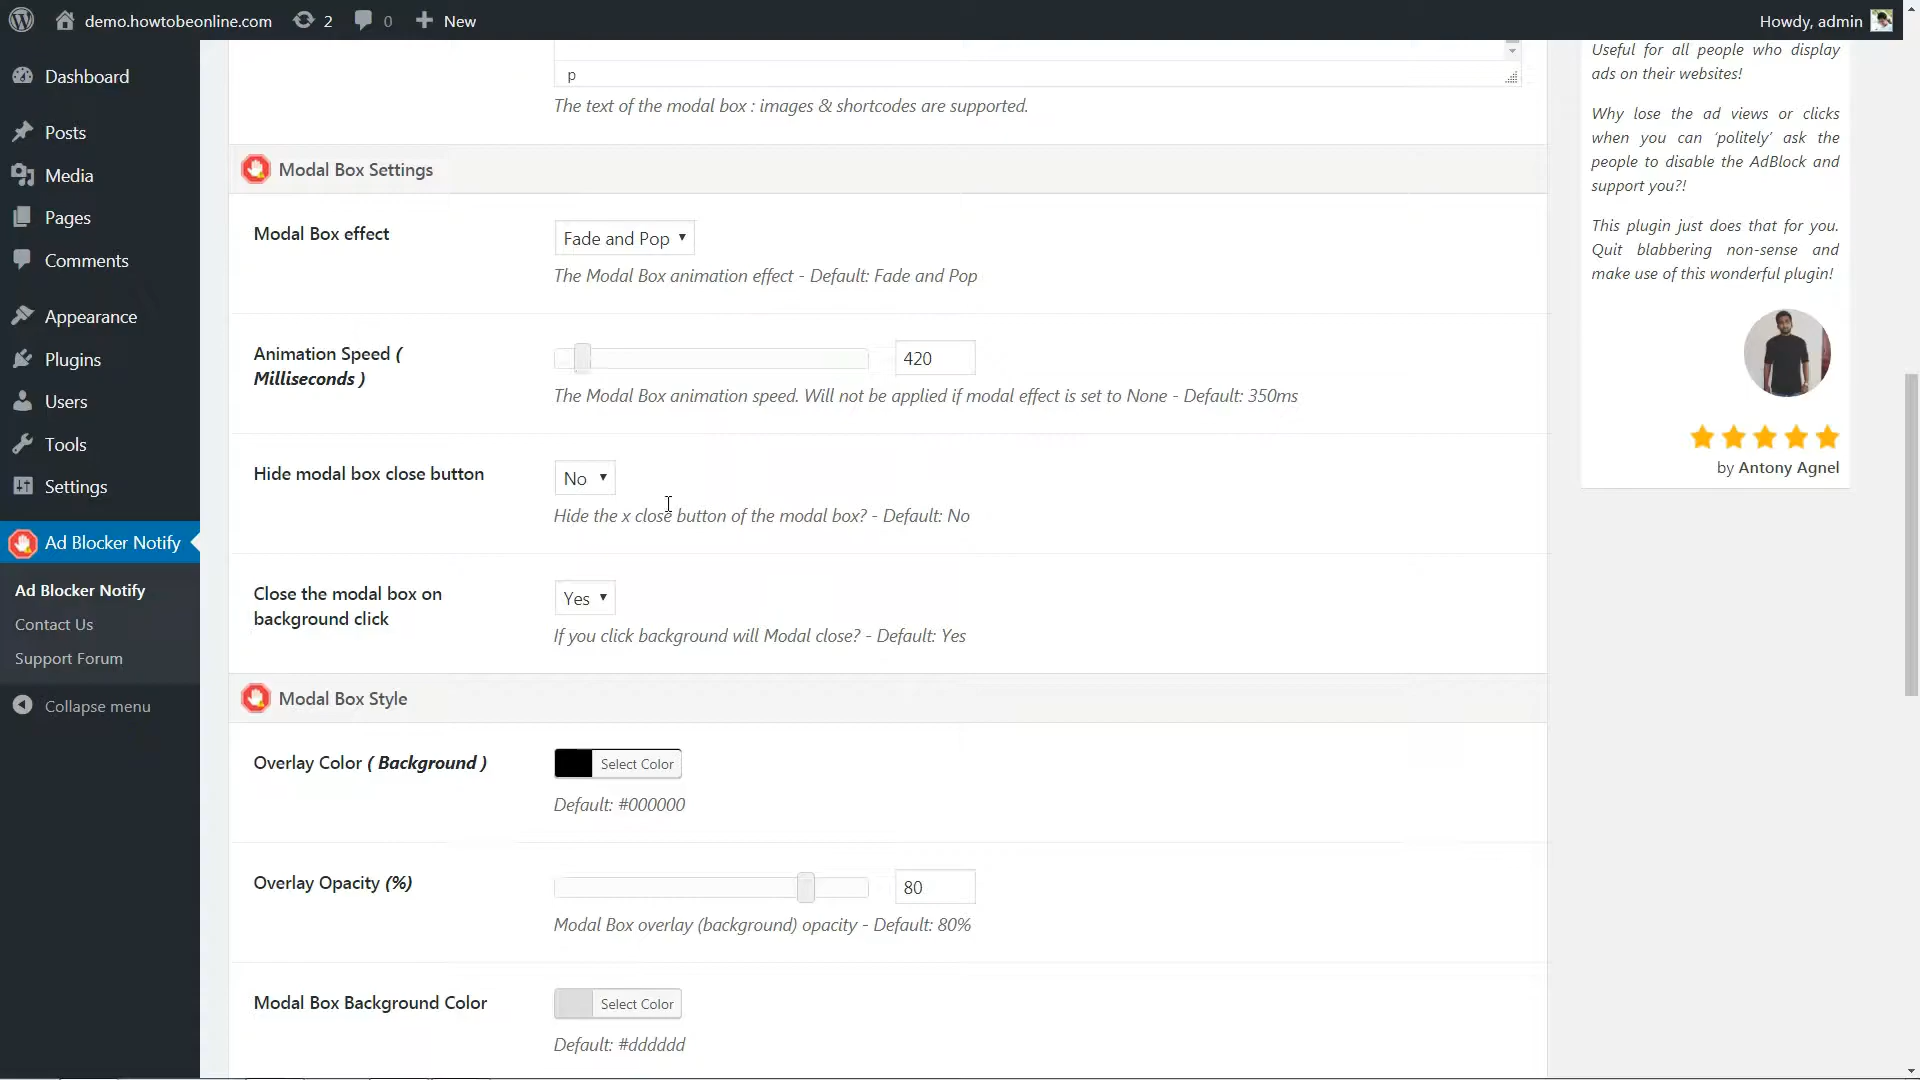 demo.howtobeonline.com
2
0
New
Howdy, admin
Dashboard
Posts
Media
Pages
Comments
Appearance
Plugins
Users
Tools
Settings
Ad Blocker Notify
Ad Blocker Notify
Contact Us
Support Forum
Collapse menu
p
The text of the modal box : images & shortcodes are supported.
Modal Box Settings
Modal Box effect
Fade and Pop
The Modal Box animation effect - Default: Fade and Pop
Animation Speed (
Milliseconds )
420
The Modal Box animation speed. Will not be applied if modal effect is set to None - Default: 350ms
Hide modal box close button
No
Hide the x close button of the modal box? - Default: No
Close the modal box on
background click
Yes
If you click background will Modal close? - Default: Yes
Modal Box Style
Overlay Color ( Background )
Select Color
Default: #000000
Overlay Opacity (%)
80
Modal Box overlay (background) opacity - Default: 80%
Modal Box Background Color
Select Color
Default: #dddddd
Useful for all people who display
ads on their websites!
Why lose the ad views or clicks
when you can ‘politely’ ask the
people to disable the AdBlock and
support you?!
This plugin just does that for you.
Quit blabbering non-sense and
make use of this wonderful plugin!
by Antony Agnel